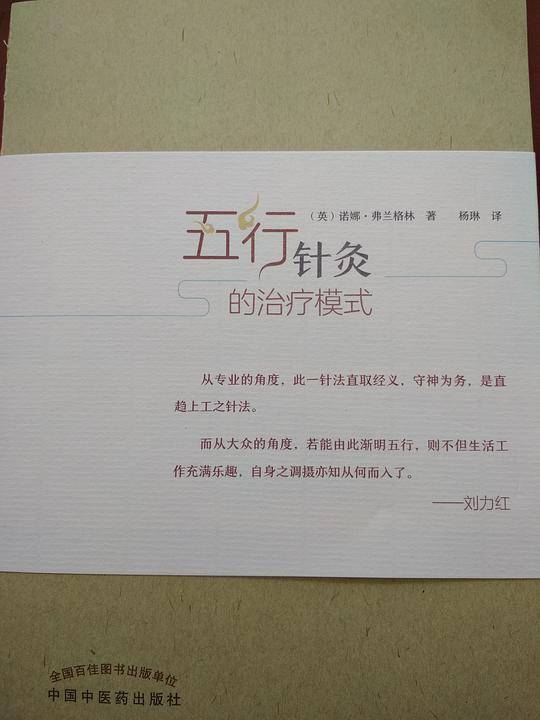 五行针灸
（英）诺娜·弗兰格林 著 杨琳 译
的治疗模式
从专业的角度，此一针法直取经义，守神为务，是直
趋上工之针法。
而从大众的角度，若能由此渐明五行，则不但生活工
作充满乐趣，自身之调摄亦知从何而入了。
——刘力红
全国百佳图书出版单位
中国中医药出版社